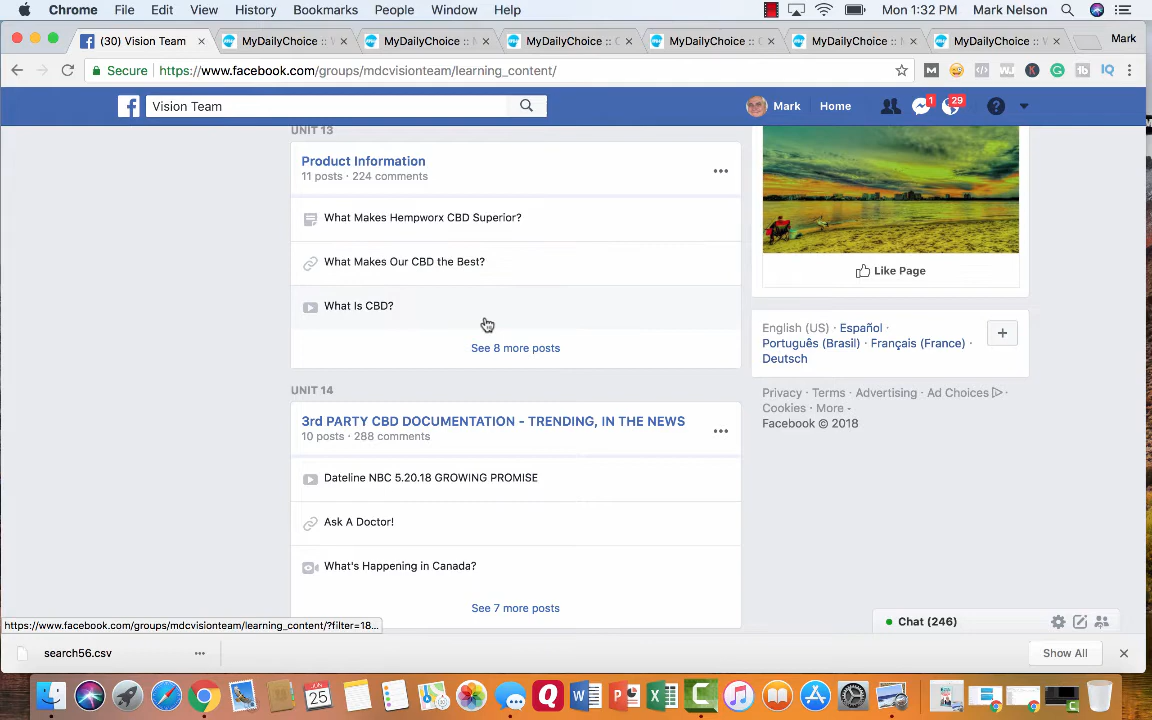 Chrome File Edit View History Bookmarks People Window Help Mon 1:32 PM Mark Nelson
(30) Vision Team MyDailyChoice :: MyDailyChoice :: MyDailyChoice :: MyDailyChoice :: MyDailyChoice :: MyDailyChoice :: Mark
Secure https://www.facebook.com/groups/mdcvisionteam/learning_content/
Vision Team Mark Home 1 29
UNIT 13
Product Information
11 posts · 224 comments
What Makes Hempworx CBD Superior?
What Makes Our CBD the Best?
What Is CBD?
See 8 more posts
UNIT 14
3rd PARTY CBD DOCUMENTATION - TRENDING, IN THE NEWS
10 posts · 288 comments
Dateline NBC 5.20.18 GROWING PROMISE
Ask A Doctor!
What's Happening in Canada?
See 7 more posts
Like Page
English (US) · Español ·
Português (Brasil) · Français (France) ·
Deutsch
Privacy · Terms · Advertising · Ad Choices ·
Cookies · More
Facebook © 2018
https://www.facebook.com/groups/mdcvisionteam/learning_content/?filter=18...
Chat (246)
search56.csv Show All
JUN
25